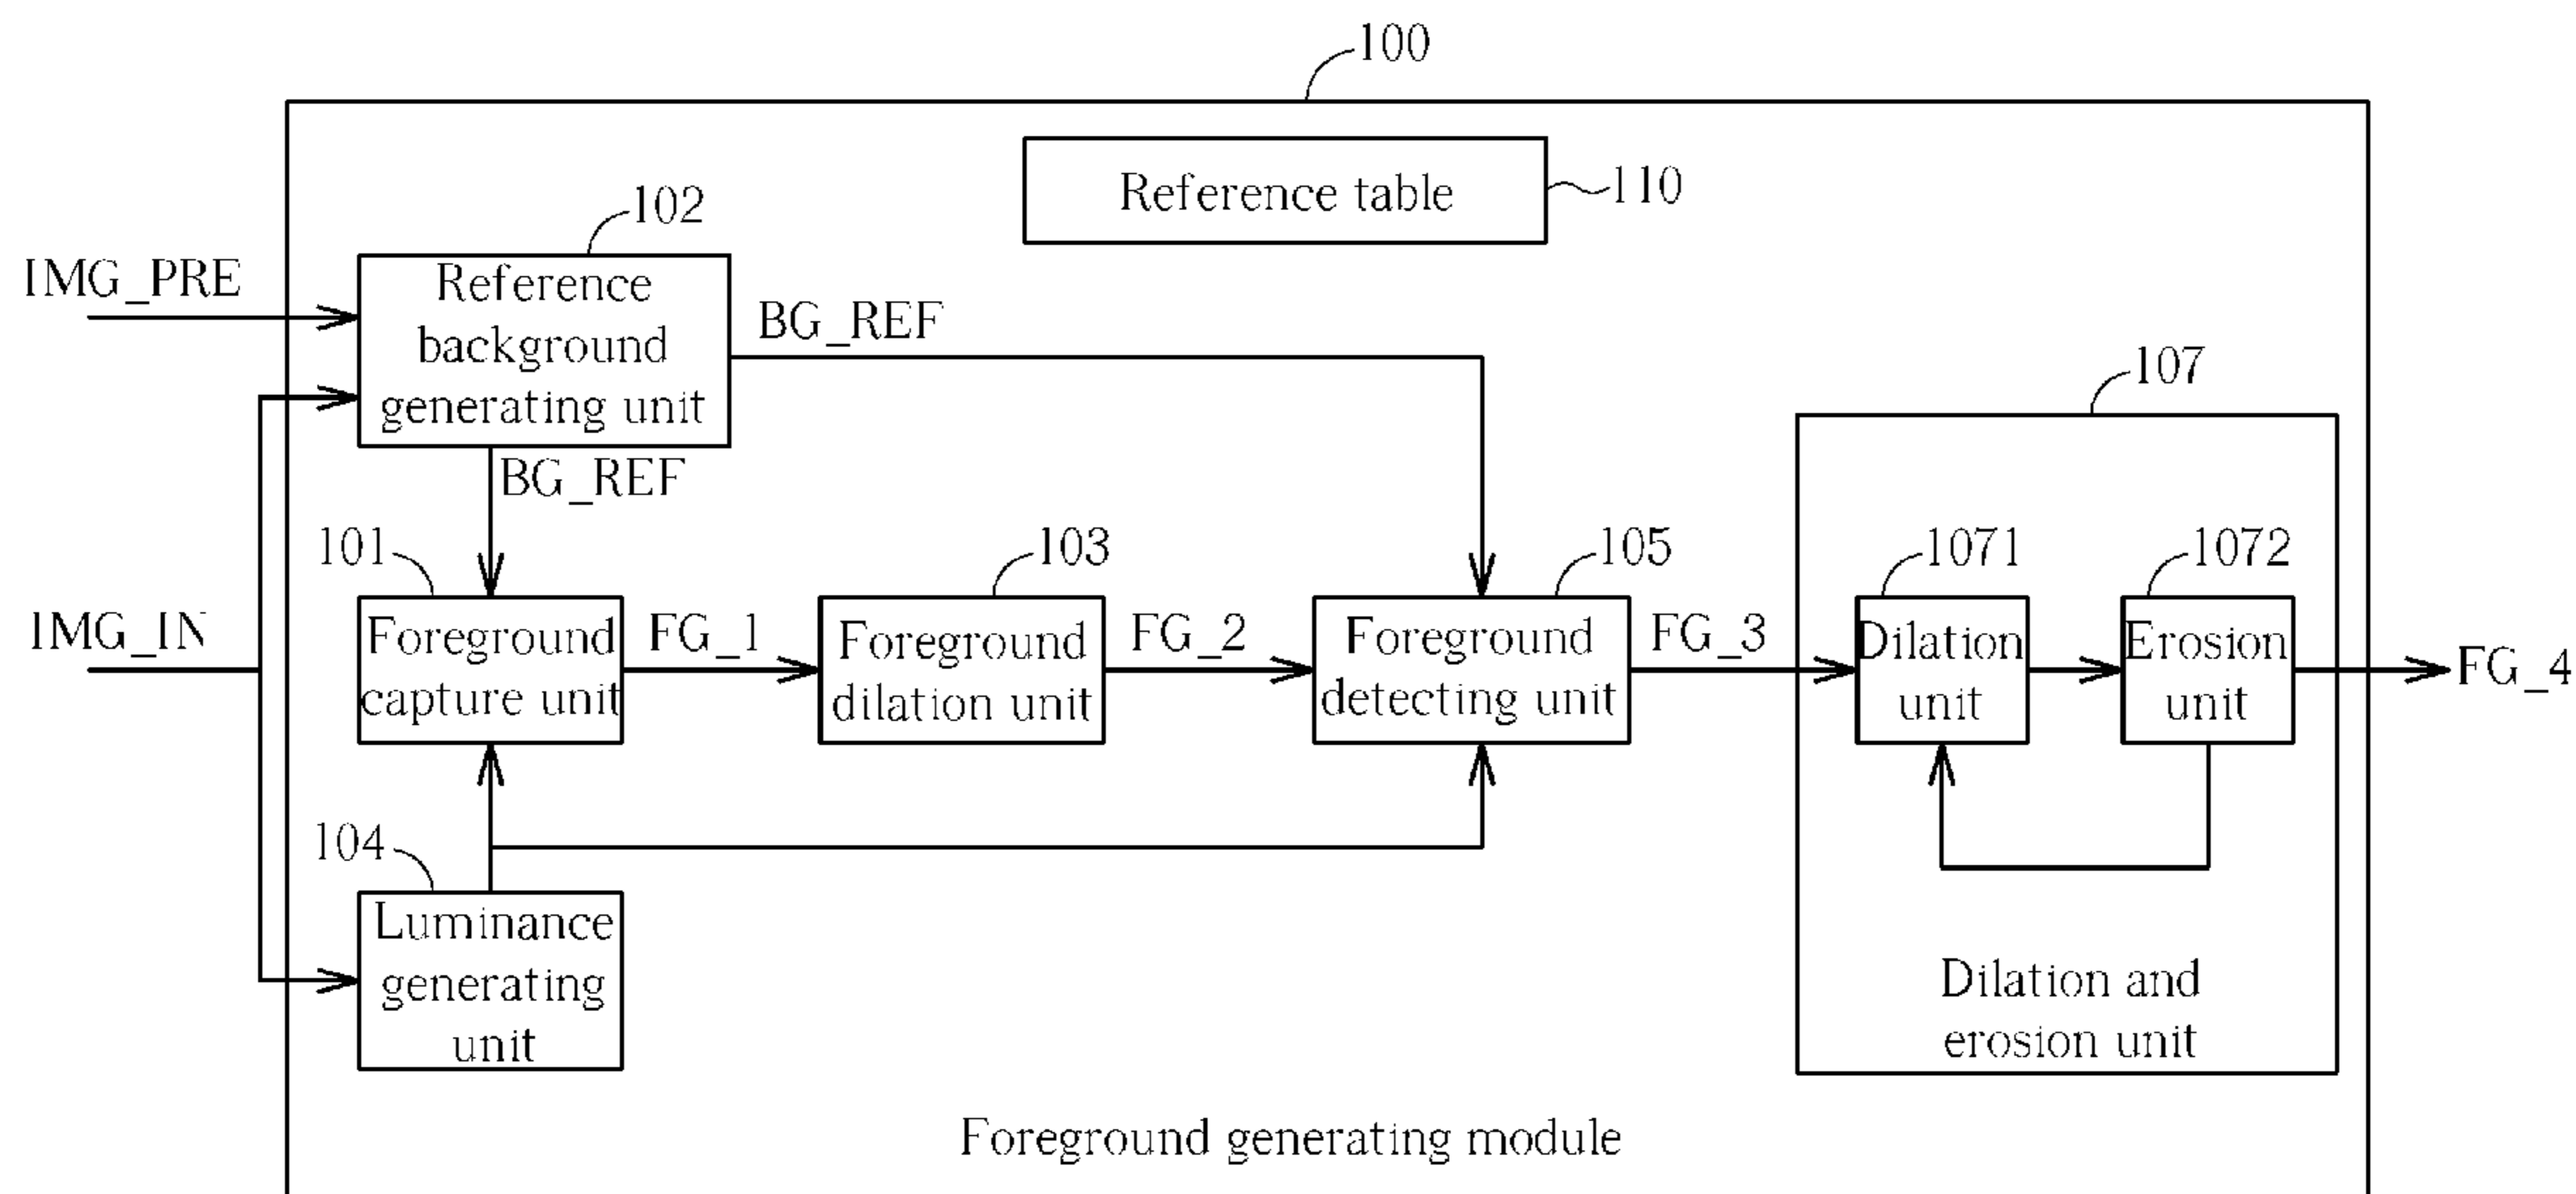 100
Reference table
110
102
IMG_PRE
Reference
background
generating unit
BG_REF
BG_REF
107
101
103
105
1071
1072
IMG_IN
Foreground
capture unit
FG_1
Foreground
dilation unit
FG_2
Foreground
detecting unit
FG_3
Dilation
unit
Erosion
unit
FG_4
104
Luminance
generating
unit
Dilation and
erosion unit
Foreground generating module